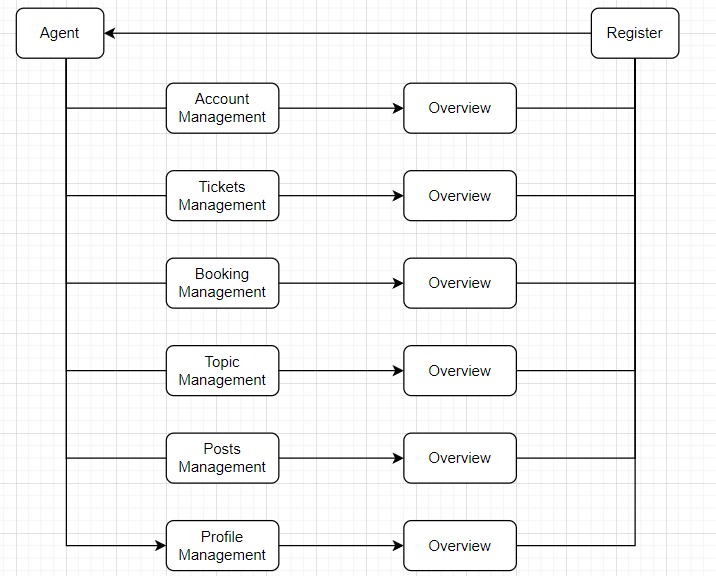 Agent
Register
Account
Management
Overview
Tickets
Management
Overview
Booking
Management
Overview
Topic
Management
Overview
Posts
Management
Overview
Profile
Management
Overview